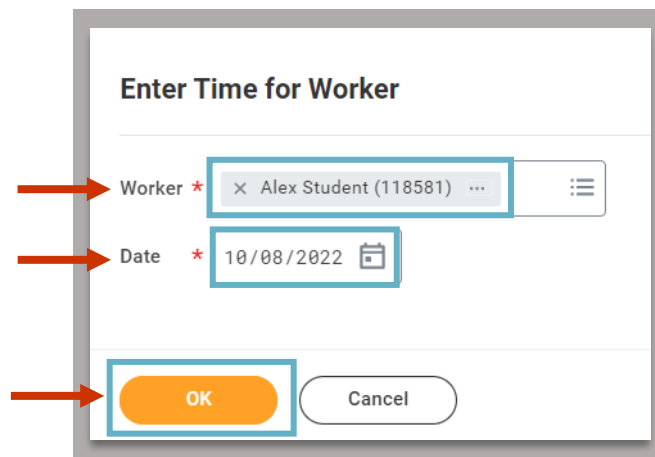 Enter Time for Worker
Worker * × Alex Student (118581) ...
Date * 10/08/2022
OK Cancel